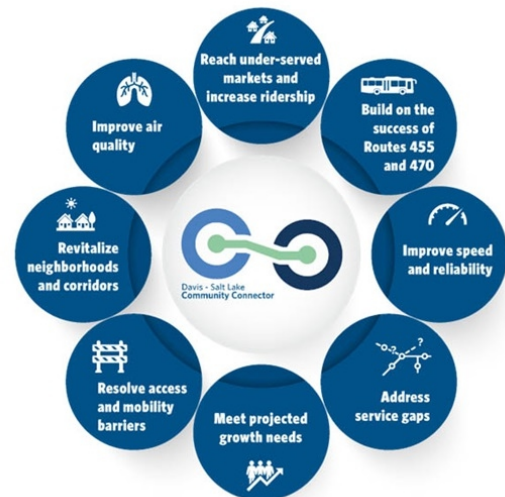 Reach under-served
markets and
increase ridership
Build on the
success of
Routes 455
and 470
Improve speed
and reliability
Address
service gaps
Meet projected
growth needs
Resolve access
and mobility
barriers
Revitalize
neighborhoods
and corridors
Improve air
quality
Davis - Salt Lake
Community Connector
? ?